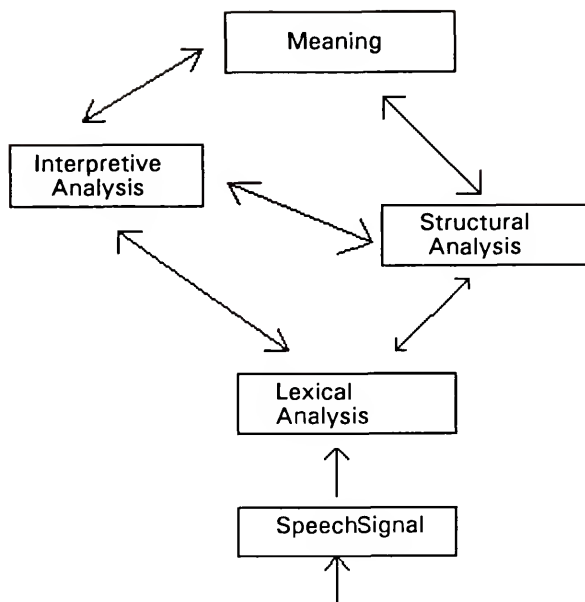 Meaning
Interpretive
Analysis
Structural
Analysis
Lexical
Analysis
SpeechSignal